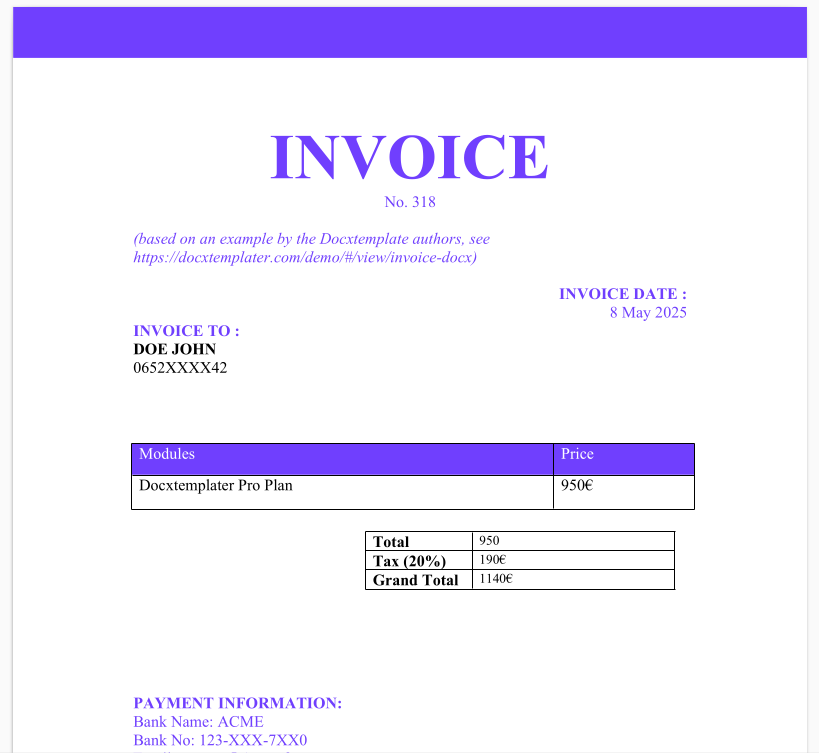 INVOICE
No. 318
(based on an example by the Docxtemplate authors, see
https://docxtemplater.com/demo/#/view/invoice-docx)
INVOICE DATE :
8 May 2025
INVOICE TO :
DOE JOHN
0652XXXX42
Modules Price
Docxtemplater Pro Plan 950€
Total 950
Tax (20%) 190€
Grand Total 1140€
PAYMENT INFORMATION:
Bank Name: ACME
Bank No: 123-XXX-7XX0